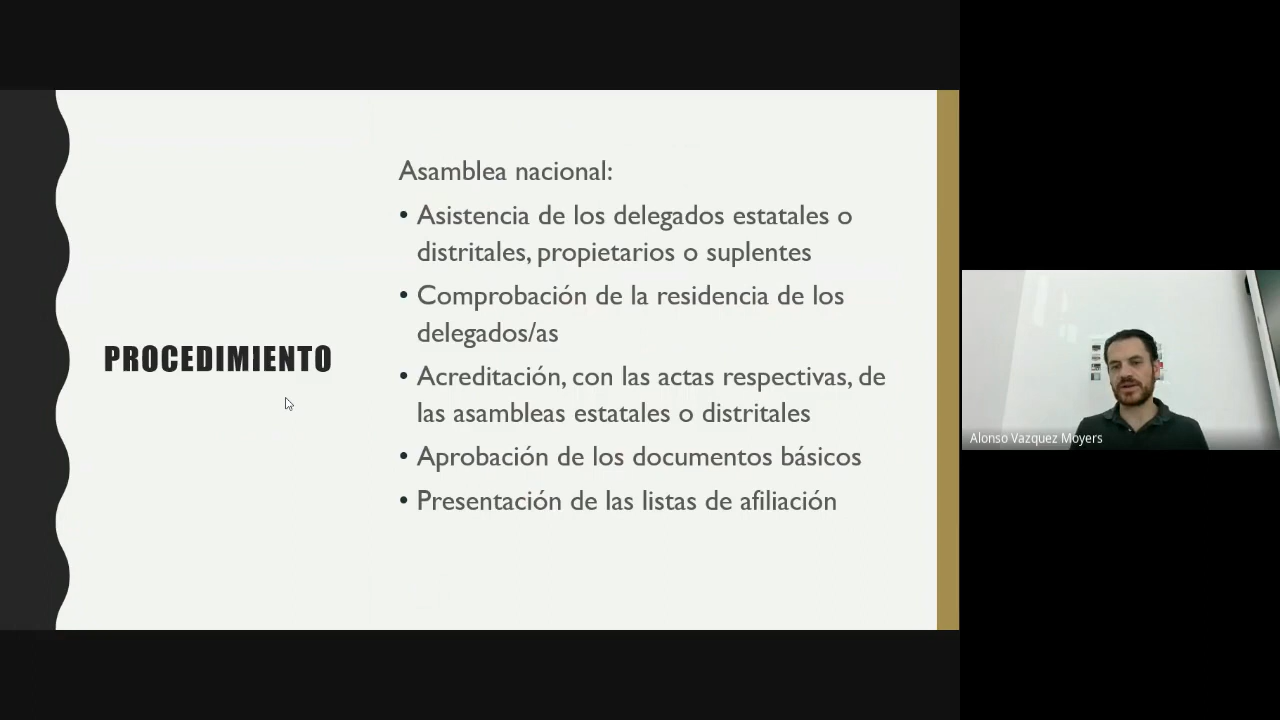 PROCEDIMIENTO
Asamblea nacional:
• Asistencia de los delegados estatales o
distritales, propietarios o suplentes
• Comprobación de la residencia de los
delegados/as
• Acreditación, con las actas respectivas, de
las asambleas estatales o distritales
• Aprobación de los documentos básicos
• Presentación de las listas de afiliación
Alonso Vazquez Moyers